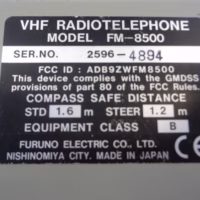 VHF RADIOTELEPHONE
MODEL FM-8500
SER.NO. 2596-4894
FCC ID : ADB9ZWFM8500
This device complies with the GMDSS
provisions of part 80 of the FCC Rules.
COMPASS SAFE DISTANCE
STD 1.6 m STEER 1.2 m
EQUIPMENT CLASS B
FURUNO ELECTRIC CO., LTD.
NISHINOMIYA CITY. MADE IN JAPAN